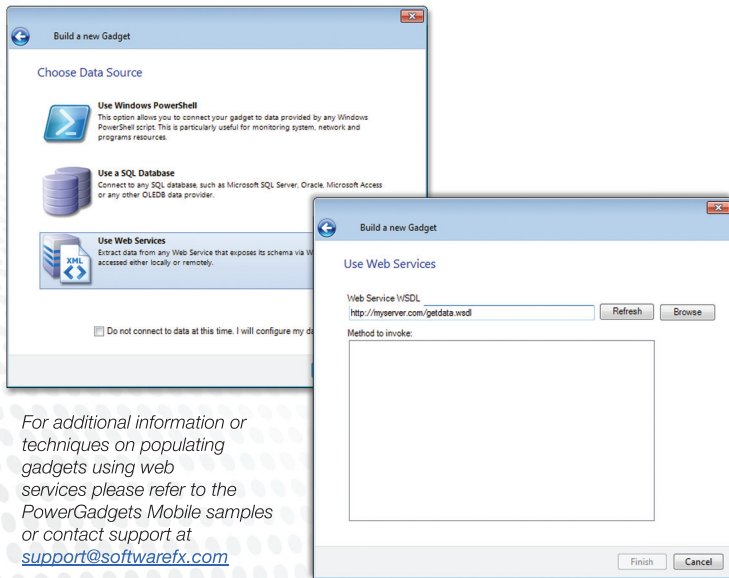 Build a new Gadget
Choose Data Source
Use Windows PowerShell
This option allows you to connect your gadget to data provided by any Windows
PowerShell script. This is particularly useful for monitoring system, network and
programs resources.
Use a SQL Database
Connect to any SQL database, such as Microsoft SQL Server, Oracle, Microsoft Access
or any other OLEDB data provider.
XML
Use Web Services
Extract data from any Web Service that exposes its schema via W
accessed either locally or remotely.
Do not connect to data at this time. I will configure my da
Build a new Gadget
Use Web Services
Web Service WSDL
http://myserver.com/getdata.wsdl
Refresh
Browse
Method to invoke:
Finish
Cancel
For additional information or
techniques on populating
gadgets using web
services please refer to the
PowerGadgets Mobile samples
or contact support at
support@softwarefx.com